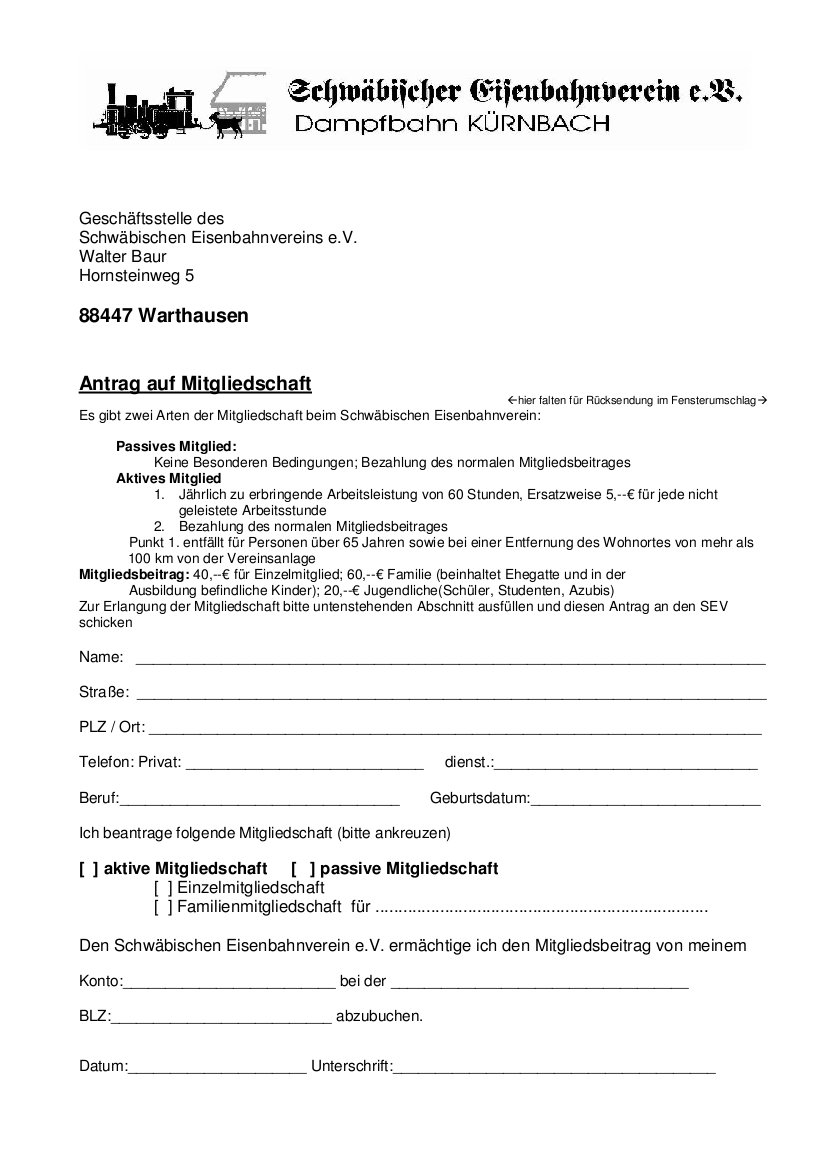 Schwäbischer Eisenbahnverein e.V.
Dampfbahn KÜRNBACH
Geschäftsstelle des
Schwäbischen Eisenbahnvereins e.V.
Walter Baur
Hornsteinweg 5
88447 Warthausen
Antrag auf Mitgliedschaft
←hier falten für Rücksendung im Fensterumschlag→
Es gibt zwei Arten der Mitgliedschaft beim Schwäbischen Eisenbahnverein:
Passives Mitglied:
Keine Besonderen Bedingungen; Bezahlung des normalen Mitgliedsbeitrages
Aktives Mitglied
1. Jährlich zu erbringende Arbeitsleistung von 60 Stunden, Ersatzweise 5,--€ für jede nicht
geleistete Arbeitsstunde
2. Bezahlung des normalen Mitgliedsbeitrages
Punkt 1. entfällt für Personen über 65 Jahren sowie bei einer Entfernung des Wohnortes von mehr als
100 km von der Vereinsanlage
Mitgliedsbeitrag: 40,--€ für Einzelmitglied; 60,--€ Familie (beinhaltet Ehegatte und in der
Ausbildung befindliche Kinder); 20,--€ Jugendliche(Schüler, Studenten, Azubis)
Zur Erlangung der Mitgliedschaft bitte untenstehenden Abschnitt ausfüllen und diesen Antrag an den SEV
schicken
Name: ______________________________
Straße: ______________________________
PLZ / Ort: ______________________________
Telefon: Privat: ____________________ dienst.:____________________
Beruf:____________________ Geburtsdatum:____________________
Ich beantrage folgende Mitgliedschaft (bitte ankreuzen)
[ ] aktive Mitgliedschaft [ ] passive Mitgliedschaft
[ ] Einzelmitgliedschaft
[ ] Familienmitgliedschaft für ........................................................................
Den Schwäbischen Eisenbahnverein e.V. ermächtige ich den Mitgliedsbeitrag von meinem
Konto:____________________ bei der ____________________
BLZ:____________________ abzubuchen.
Datum:____________________ Unterschrift:____________________